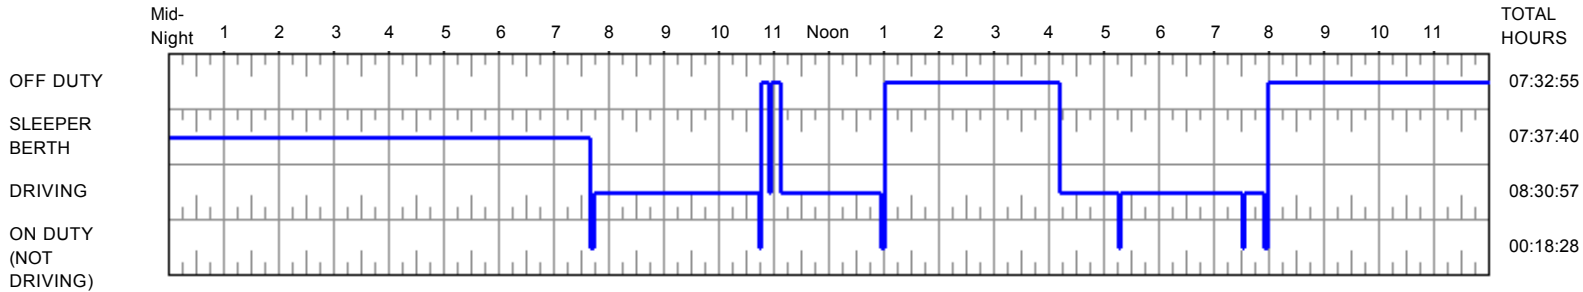 Mid-
Night 1 2 3 4 5 6 7 8 9 10 11 Noon 1 2 3 4 5 6 7 8 9 10 11 TOTAL
HOURS
OFF DUTY 07:32:55
SLEEPER
BERTH 07:37:40
DRIVING 08:30:57
ON DUTY
(NOT 00:18:28
DRIVING)